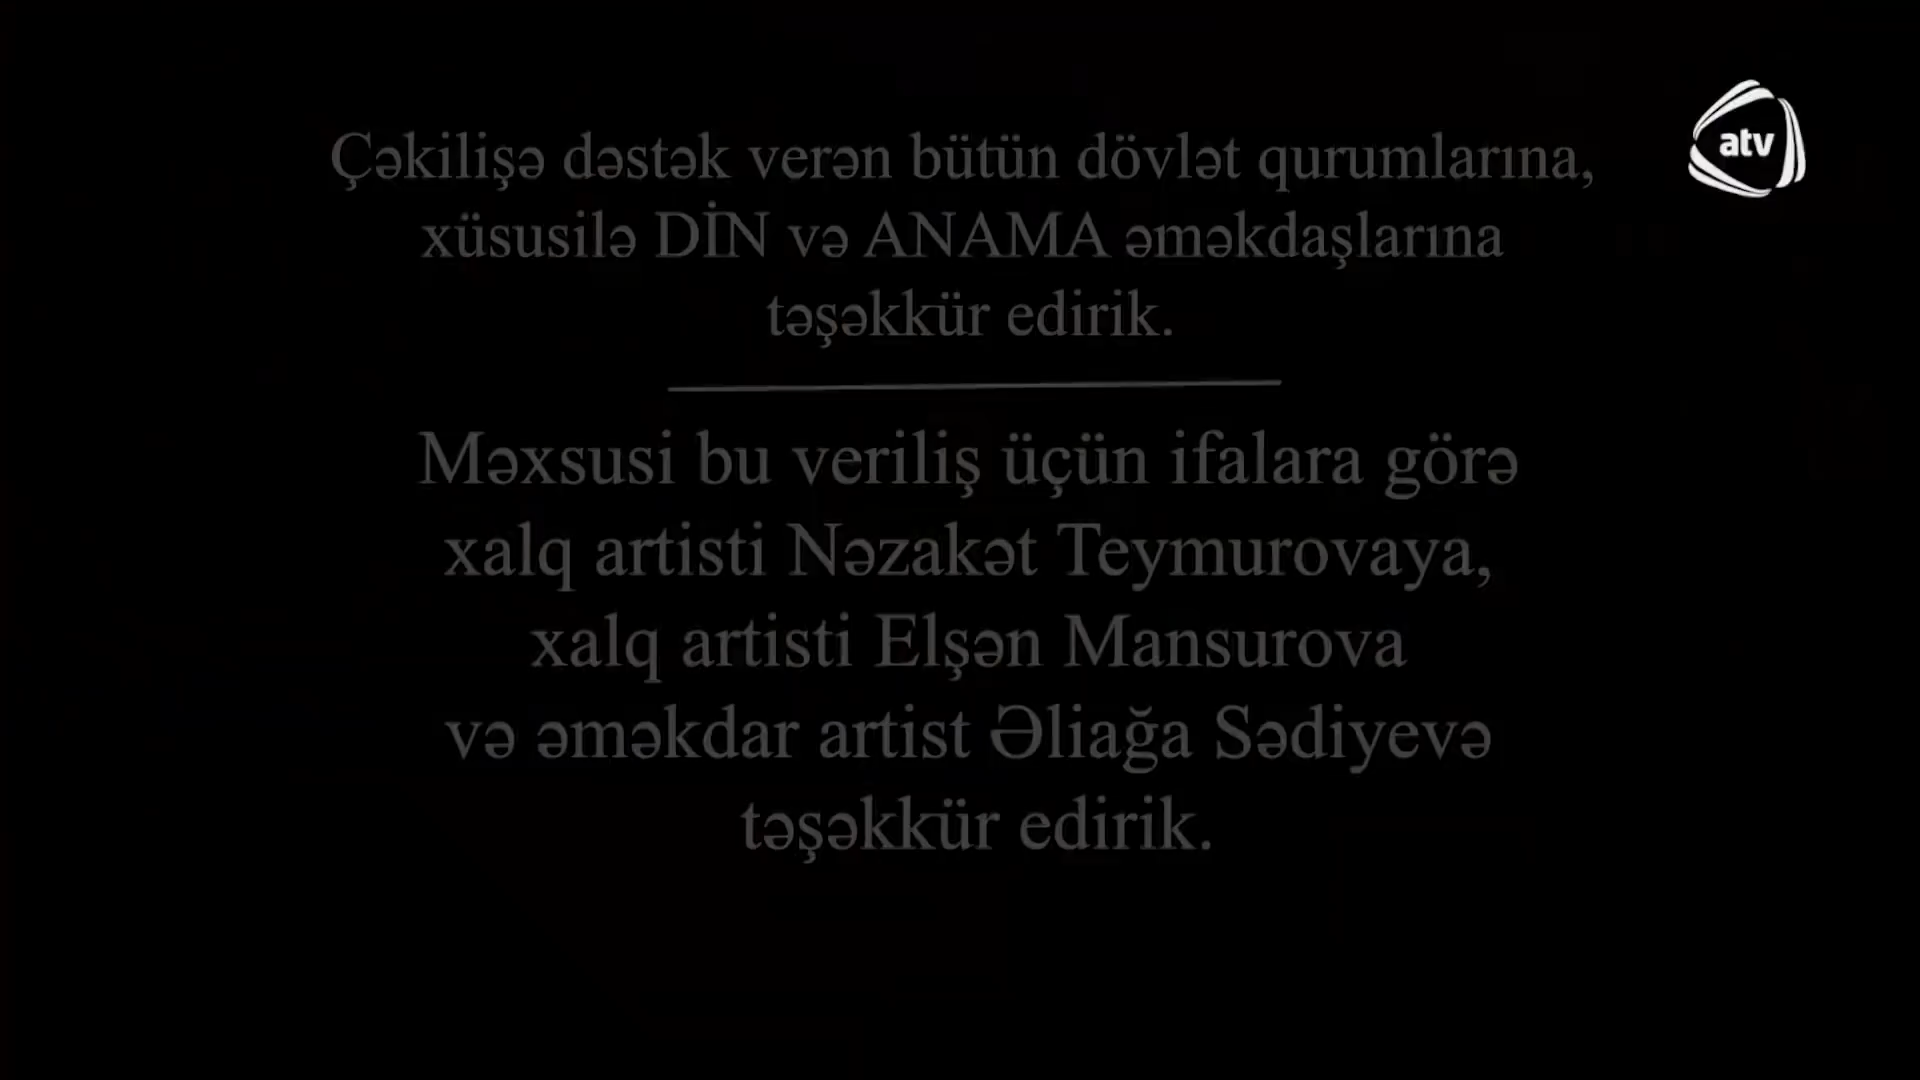 Çəkilişə dəstək verən bütün dövlət qurumlarına,
xüsusilə DİN və ANAMA əməkdaşlarına
təşəkkür edirik.
Məxsusi bu veriliş üçün ifalara görə
xalq artisti Nəzakət Teymurovaya,
xalq artisti Elşən Mansurova
və əməkdar artist Əliağa Sədiyevə
təşəkkür edirik.
atv